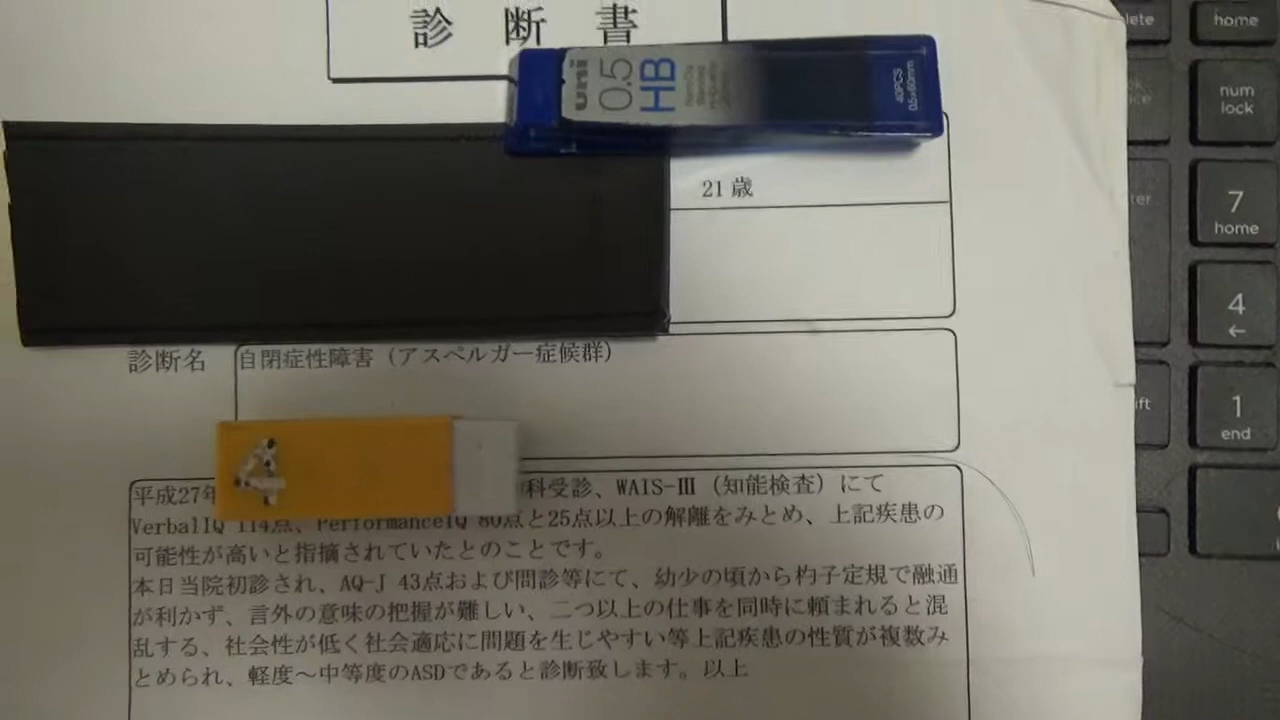 診断書
uni 0.5 HB
40PCS
0.5×60mm
21歳
診断名 自閉症性障害（アスペルガー症候群）
平成27年 科受診、WAIS-Ⅲ（知能検査）にて
VerbalIQ 114点、PerformanceIQ 80点と25点以上の解離をみとめ、上記疾患の
可能性が高いと指摘されていたとのことです。
本日当院初診され、AQ-J 43点および問診等にて、幼少の頃から杓子定規で融通
が利かず、言外の意味の把握が難しい、二つ以上の仕事を同時に頼まれると混
乱する、社会性が低く社会適応に問題を生じやすい等上記疾患の性質が複数み
とめられ、軽度～中等度のASDであると診断致します。以上
home
num
lock
7
home
4
←
1
end